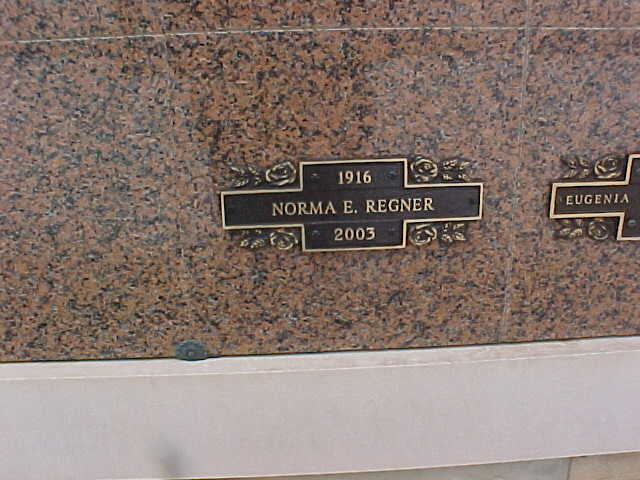 1916
NORMA E. REGNER
2003
EUGENIA